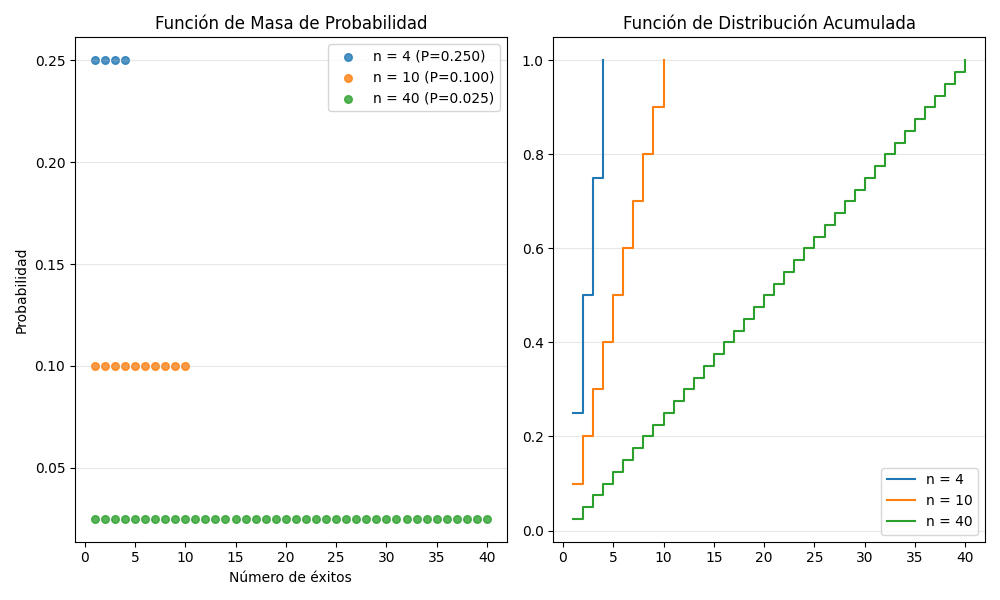 Función de Masa de Probabilidad
0.25
0.20
0.15
0.10
0.05
Probabilidad
0 5 10 15 20 25 30 35 40
Número de éxitos
n = 4 (P=0.250)
n = 10 (P=0.100)
n = 40 (P=0.025)
Función de Distribución Acumulada
1.0
0.8
0.6
0.4
0.2
0.0
0 5 10 15 20 25 30 35 40
n = 4
n = 10
n = 40